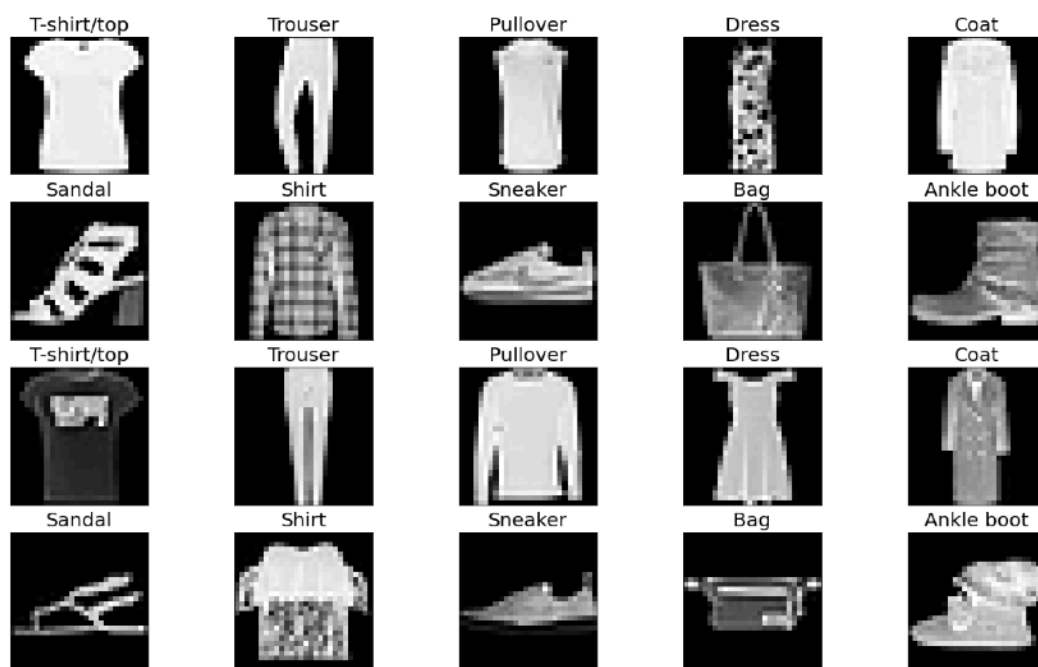 T-shirt/top Trouser Pullover Dress Coat
Sandal Shirt Sneaker Bag Ankle boot
T-shirt/top Trouser Pullover Dress Coat
Sandal Shirt Sneaker Bag Ankle boot